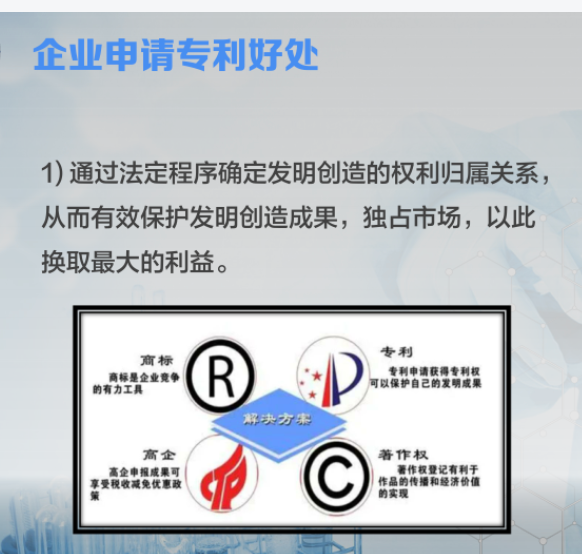 企业申请专利好处
1) 通过法定程序确定发明创造的权利归属关系，
从而有效保护发明创造成果，独占市场，以此
换取最大的利益。
商标
商标是企业竞争
的有力工具
R
专利
专利申请获得专利权
可以保护自己的发明成果
解决方案
高企
高企申报成果可
享受税收减免优惠政
策
C
著作权
著作权登记有利于
作品的传播和经济价值
的实现